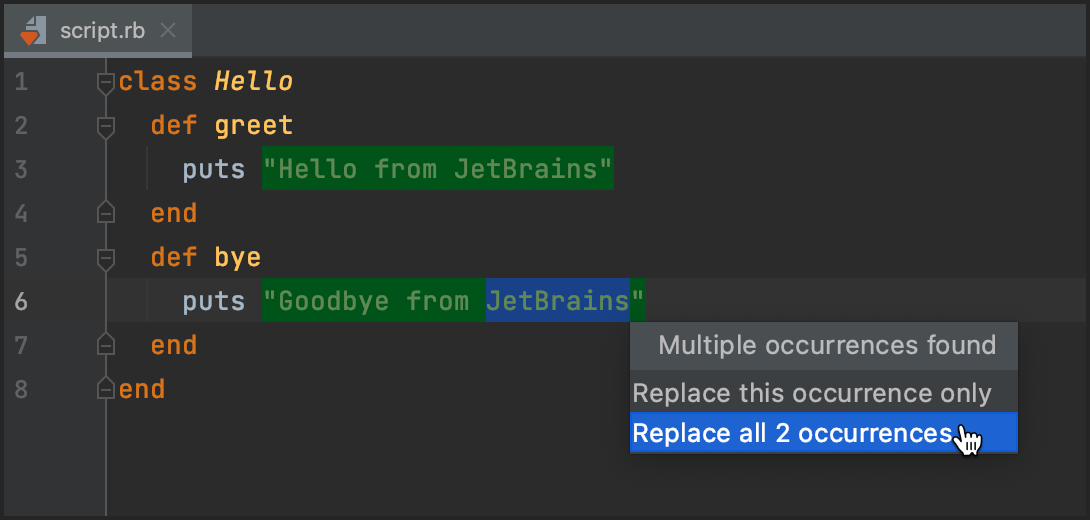 script.rb
1 class Hello
2 def greet
3 puts "Hello from JetBrains"
4 end
5 def bye
6 puts "Goodbye from JetBrains"
7 end
8 end
Multiple occurrences found
Replace this occurrence only
Replace all 2 occurrences